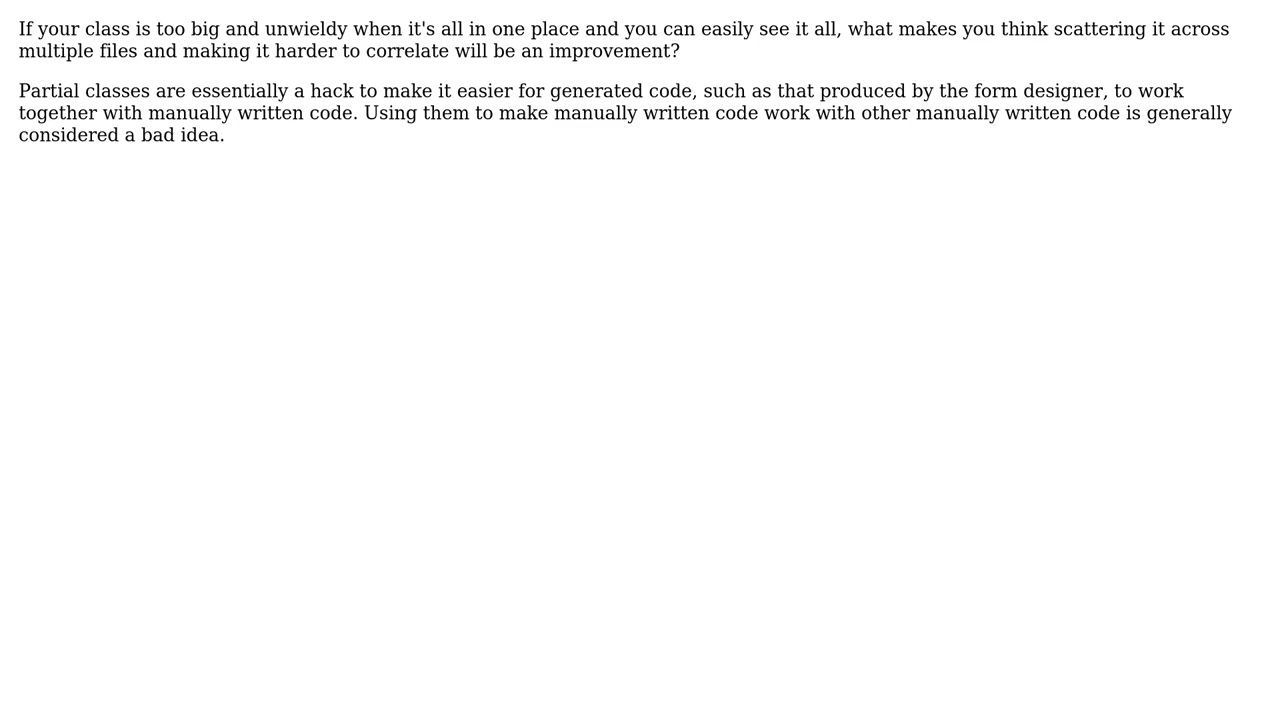 If your class is too big and unwieldy when it's all in one place and you can easily see it all, what makes you think scattering it across
multiple files and making it harder to correlate will be an improvement?
Partial classes are essentially a hack to make it easier for generated code, such as that produced by the form designer, to work
together with manually written code. Using them to make manually written code work with other manually written code is generally
considered a bad idea.